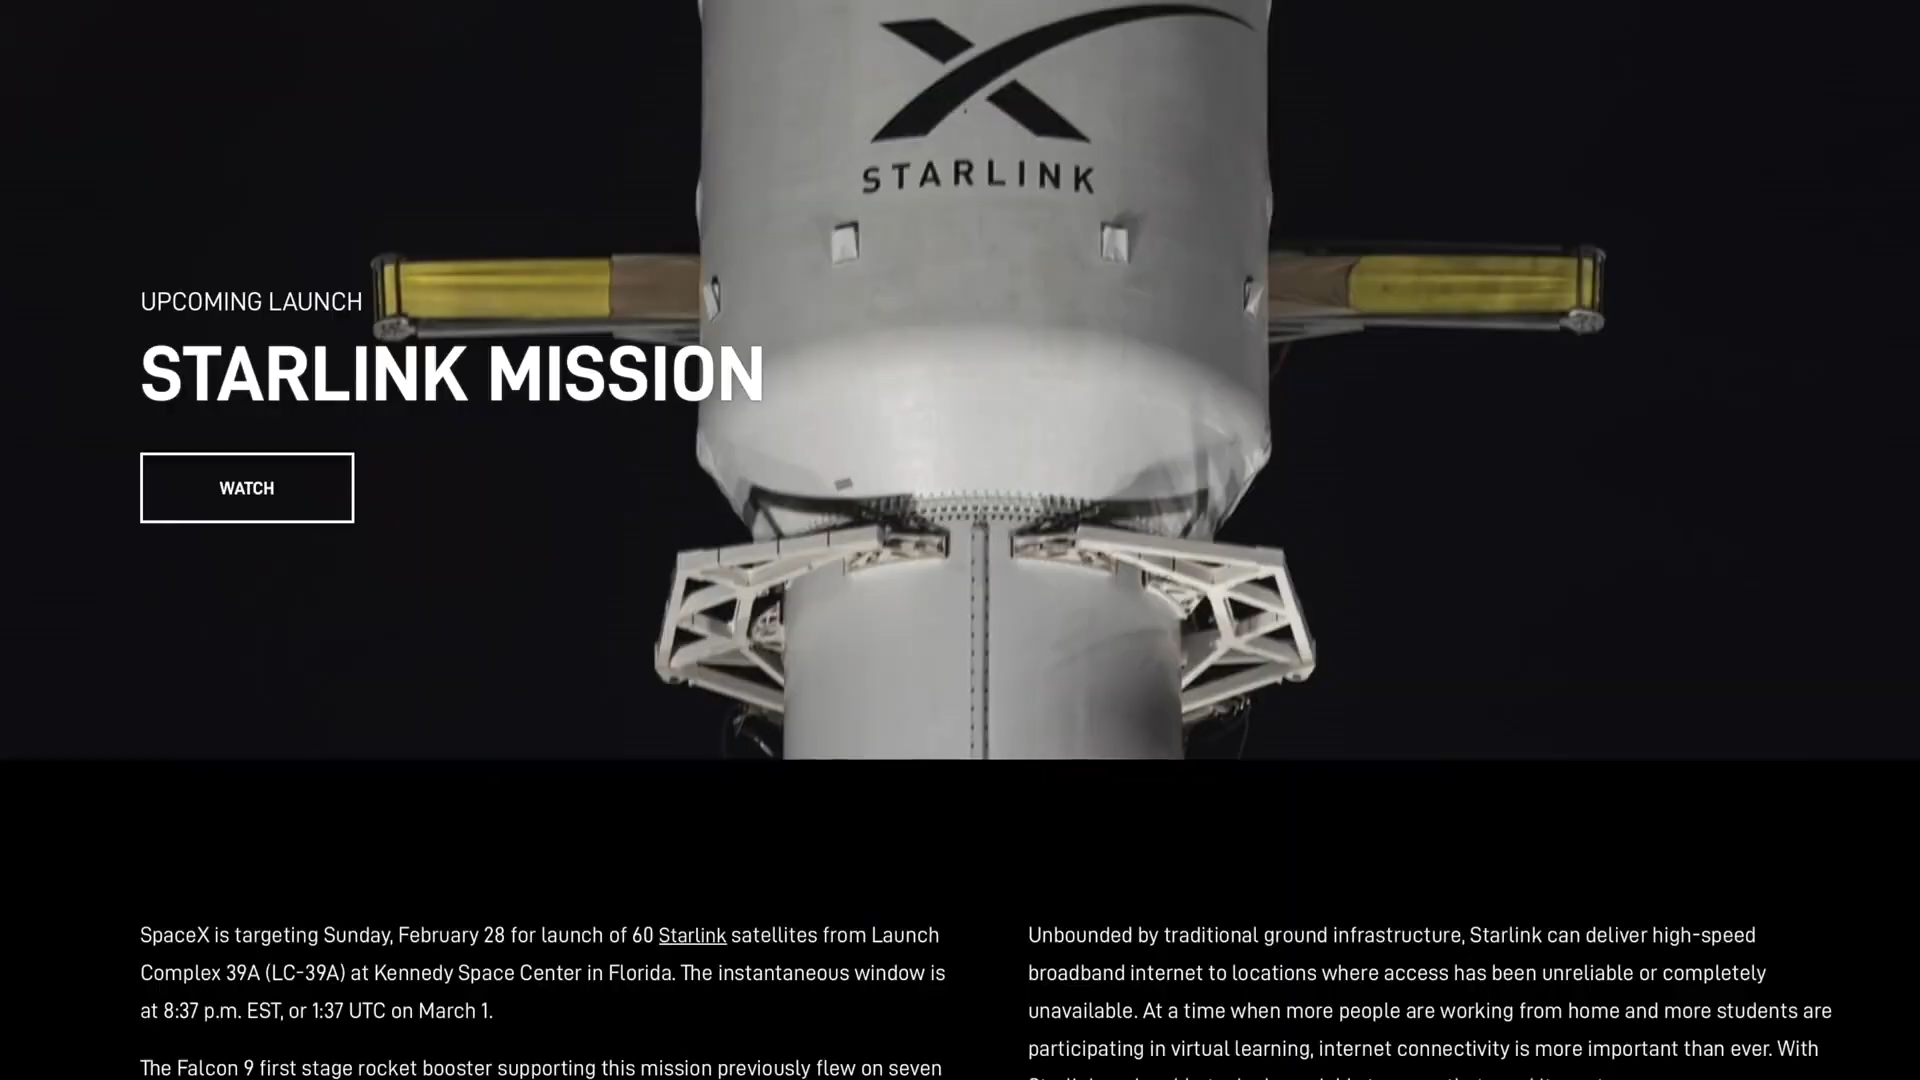 STARLINK
UPCOMING LAUNCH
STARLINK MISSION
WATCH
SpaceX is targeting Sunday, February 28 for launch of 60 Starlink satellites from Launch
Complex 39A (LC-39A) at Kennedy Space Center in Florida. The instantaneous window is
at 8:37 p.m. EST, or 1:37 UTC on March 1.
The Falcon 9 first stage rocket booster supporting this mission previously flew on seven
Unbounded by traditional ground infrastructure, Starlink can deliver high-speed
broadband internet to locations where access has been unreliable or completely
unavailable. At a time when more people are working from home and more students are
participating in virtual learning, internet connectivity is more important than ever. With